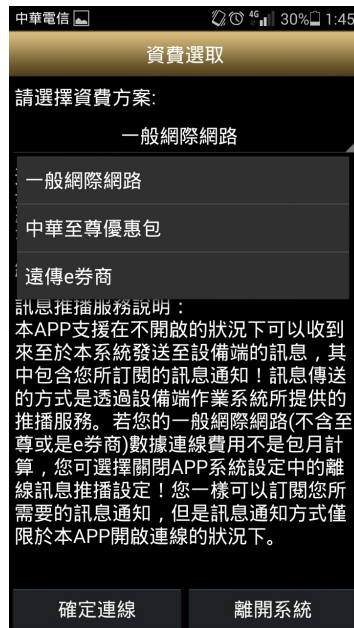 中華電信 4G 30% 1:45
資費選取
請選擇資費方案:
一般網際網路
一般網際網路
中華至尊優惠包
遠傳e券商
訊息推播服務說明：
本APP支援在不開啟的狀況下可以收到
來至於本系統發送至設備端的訊息，其
中包含您所訂閱的訊息通知！訊息傳送
的方式是透過設備端作業系統所提供的
推播服務。若您的一般網際網路(不含至
尊或是e券商)數據連線費用不是包月計
算，您可選擇關閉APP系統設定中的離
線訊息推播設定！您一樣可以訂閱您所
需要的訊息通知，但是訊息通知方式僅
限於本APP開啟連線的狀況下。
確定連線 離開系統